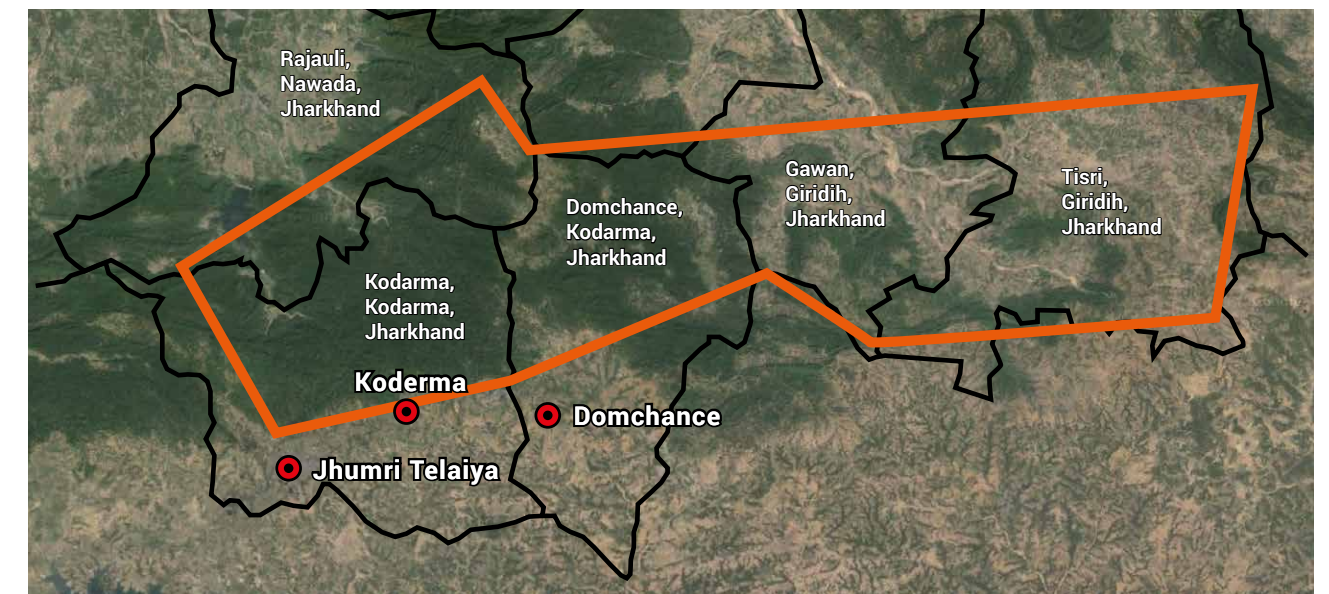 Rajauli,
Nawada,
Jharkhand
Gawan,
Giridih,
Jharkhand
Tisri,
Giridih,
Jharkhand
Domchance,
Kodarma,
Jharkhand
Kodarma,
Kodarma,
Jharkhand
Koderma
Domchance
Jhumri Telaiya